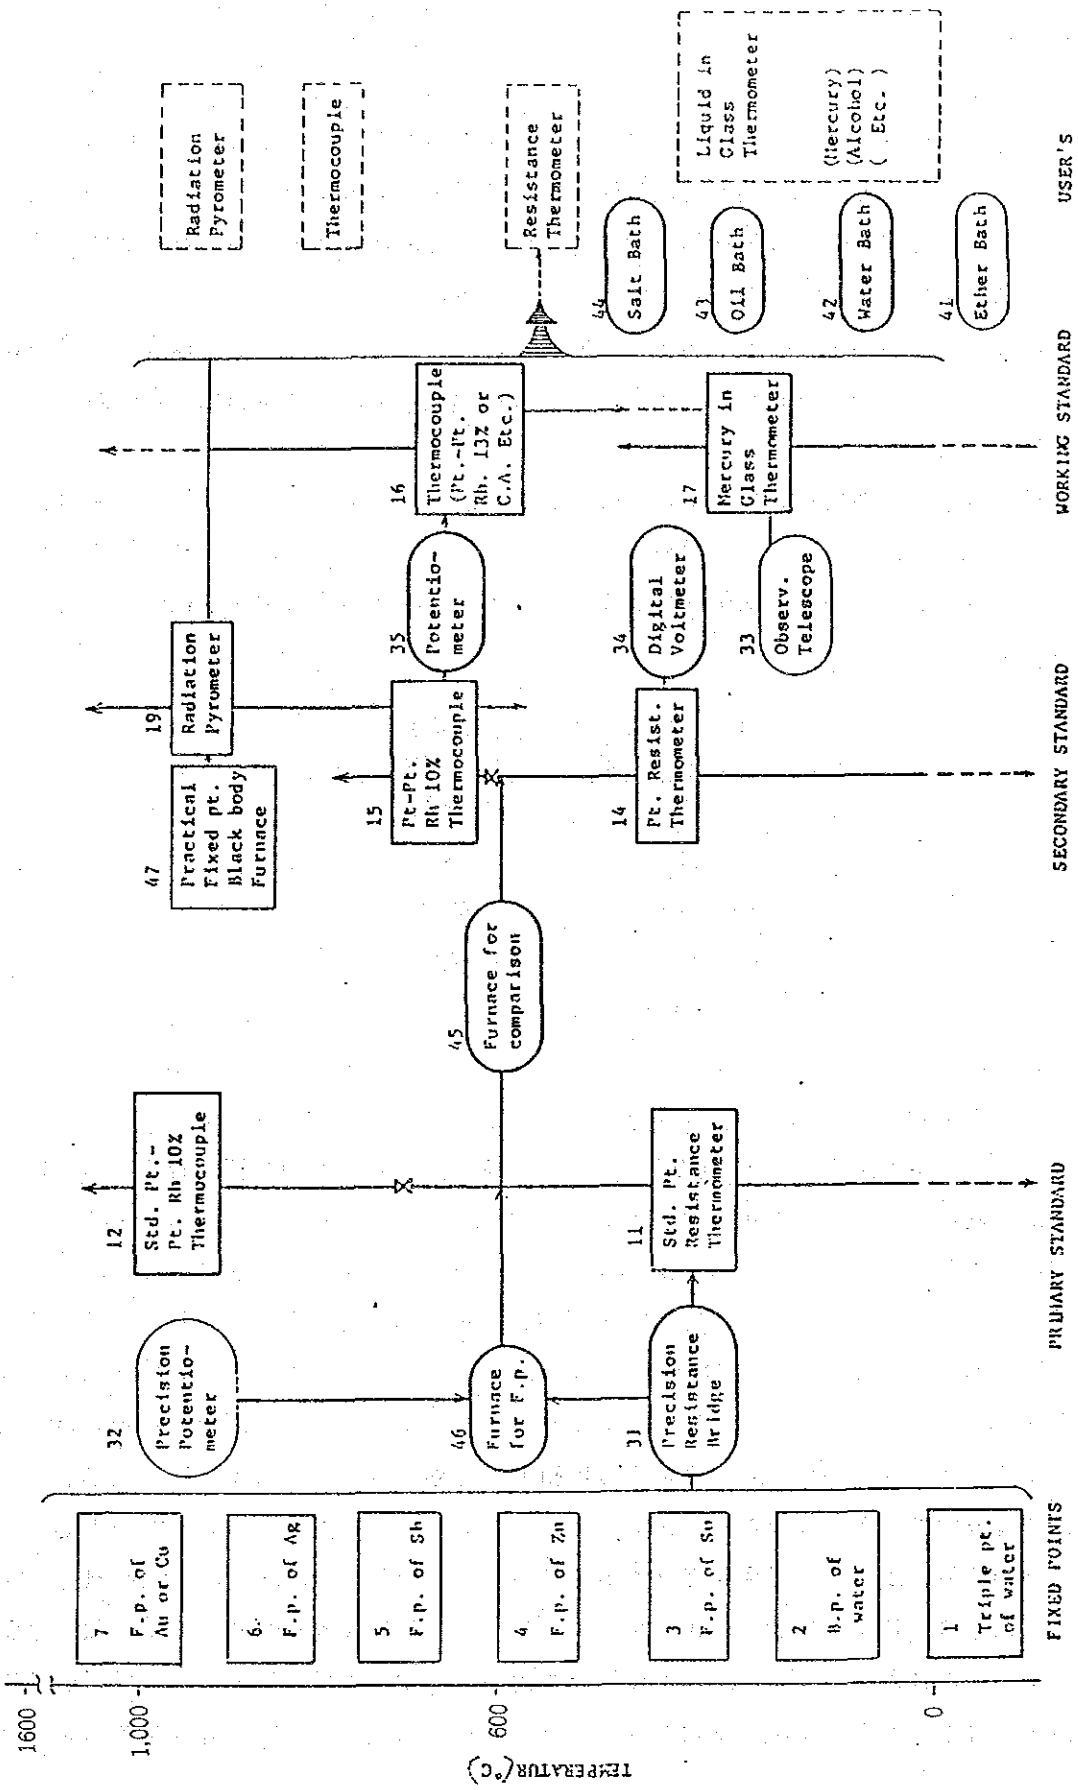 TEMPERATUR(°C)
1600
1,000
600
0
7
F.p. of
Au or Cu
6.
F.p. of Ag
5
F.p. of Sb
4
F.p. of Zn
3
F.p. of Sn
2
B.p. of
water
1
Triple pt.
of water
FIXED POINTS
32
Precision
Potentio-
meter
46
Furnace
for F.p.
31
Precision
Resistance
Bridge
12
Std. Pt.-
Pt. Rh 10%
Thermocouple
11
Std. Pt.
Resistance
Thermometer
PRIMARY STANDARD
45
Furnace for
comparison
47
Practical
Fixed pt.
Black body
Furnace
19
Radiation
Pyrometer
15
Pt-Pt.
Rh 10%
Thermocouple
14
Pt. Resist.
Thermometer
SECONDARY STANDARD
35
Potentio-
meter
34
Digital
Voltmeter
33
Observ.
Telescope
16
Thermocouple
(Pt.-Pt.
Rh. 13% or
C.A. Etc.)
17
Mercury in
Glass
Thermometer
WORKING STANDARD
44
Salt Bath
43
Oil Bath
42
Water Bath
41
Ether Bath
Radiation
Pyrometer
Thermocouple
Resistance
Thermometer
Liquid in
Glass
Thermometer
(Mercury)
(Alcohol)
( Etc. )
USER'S